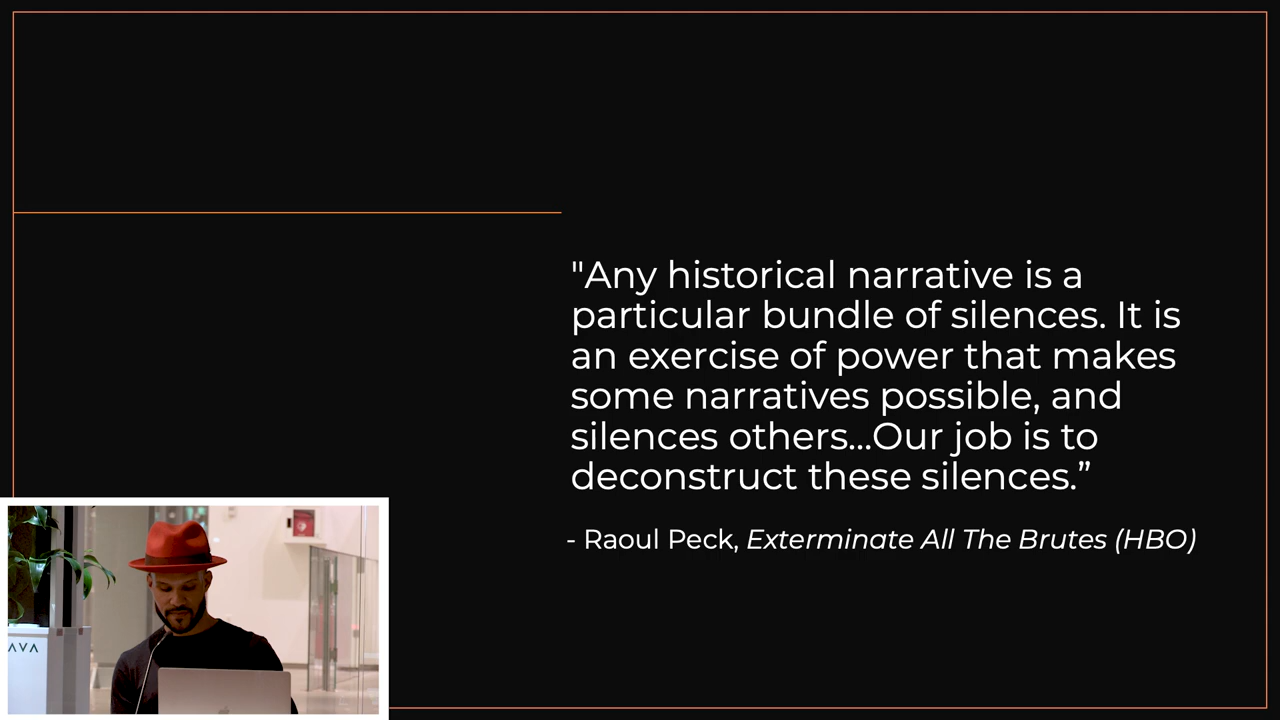 "Any historical narrative is a
particular bundle of silences. It is
an exercise of power that makes
some narratives possible, and
silences others...Our job is to
deconstruct these silences.”
- Raoul Peck, Exterminate All The Brutes (HBO)